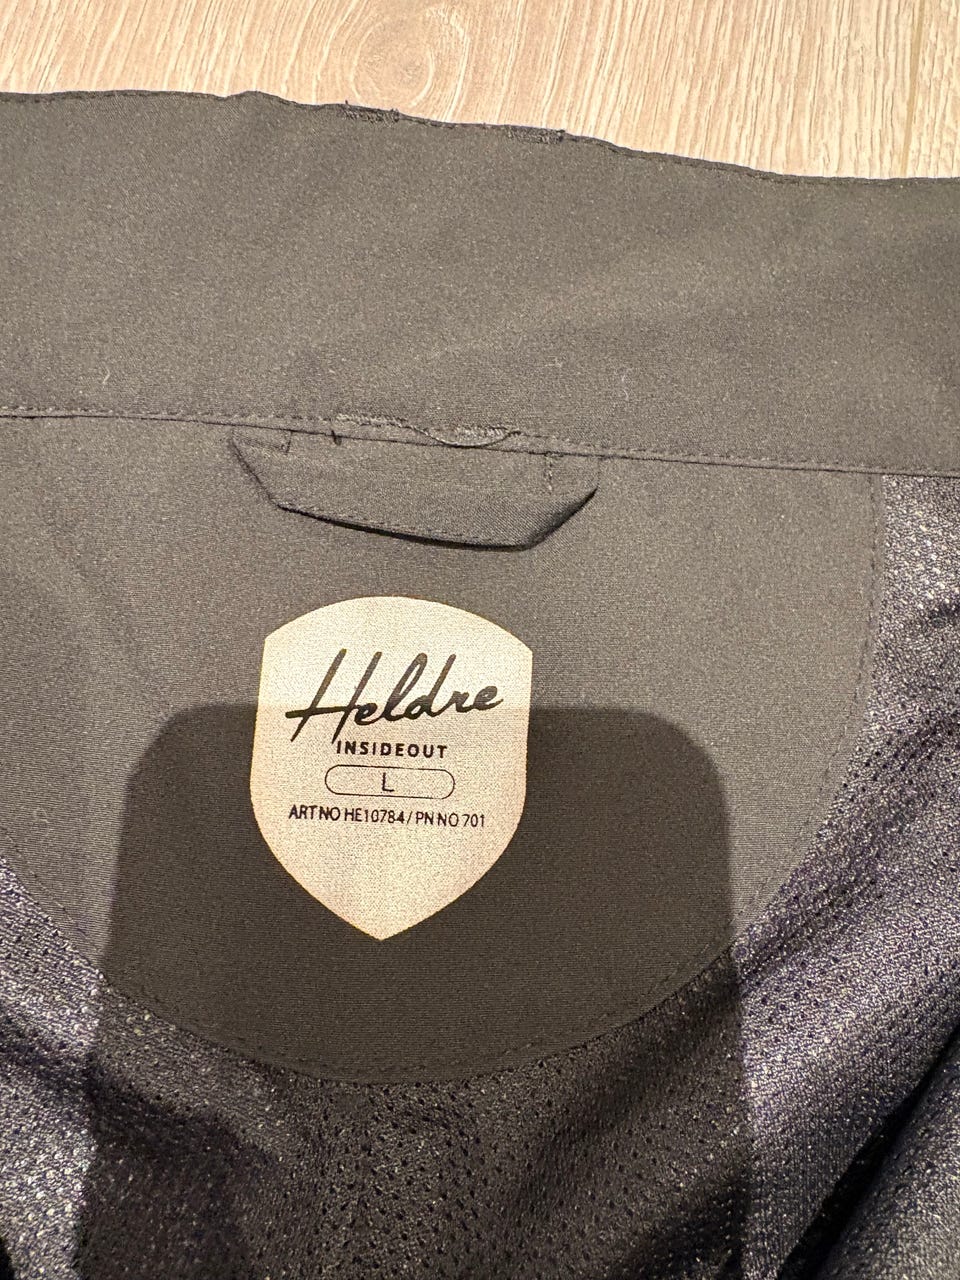 Heldre
INSIDEOUT
L
ART NO HE10784 / PN NO 701